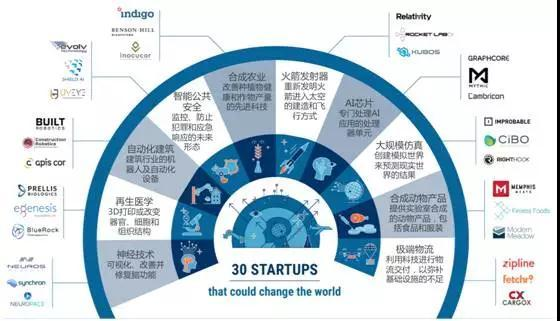 indigo
BENSON·HILL
BIOSYSTEMS
inocucor
Relativity
ROCKET LAB
KUBOS
evolv
TECHNOLOGY
SHIELD AI
GRAPHCORE
MYTHIC
Cambricon
合成农业
改善种植物健
康和作物产量
的先进科技
火箭发射器
重新发明火
箭进入太空
的建造和飞
行方式
智能公共安
全
监控、防止
犯罪和应急
响应的未来
形态
AI芯片
专门处理AI
应用的处理
器单元
BUILT
ROBOTICS
Construction
Robotics
apis cor
自动化建筑
建筑行业的机
器人及自动化
设备
大规模仿真
创建模拟世界
来预测现实世
界的结果
IMPROBABLE
CiBO
RIGHTHOOK
PRELLIS
BIOLOGICS
egenesis
BlueRock
THERAPEUTICS
再生医学
3D打印或改变
器官、细胞和
组织结构
合成动物产品
提供实验室合成
的动物产品，包
括食品和服装
MEMPHIS
MEATS
Finless Foods
Modern
Meadow
NEUROS
synchron
NEUROPACE
神经技术
可视化、改善并
修复脑功能
极端物流
利用科技进行物
流交付，以弥补
基础设施的不足
zipline
fetchr
CX
CARGOX
30 STARTUPS
that could change the world